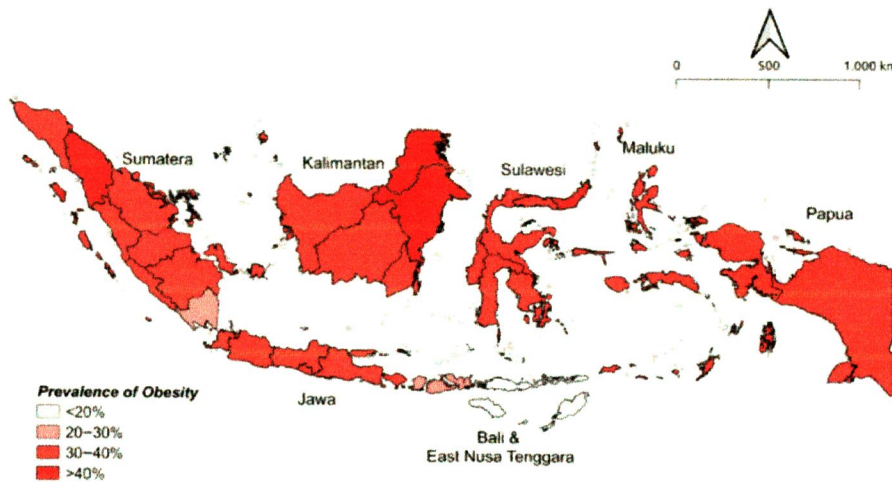 0 500 1.000 km
Sumatera
Kalimantan
Sulawesi
Maluku
Papua
Prevalence of Obesity
<20%
20–30%
30–40%
>40%
Jawa
Bali &
East Nusa Tenggara